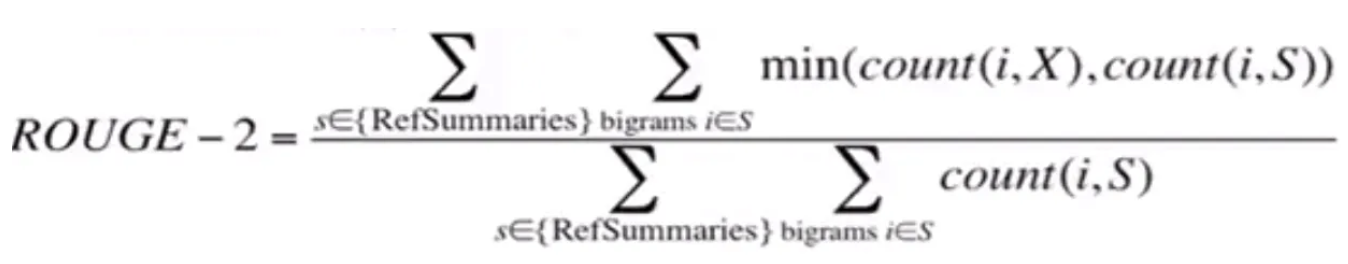 ∑ ∑ min(count(i,X),count(i,S))
s∈{RefSummaries} bigrams i∈S
ROUGE – 2 =
∑ ∑ count(i,S)
s∈{RefSummaries} bigrams i∈S